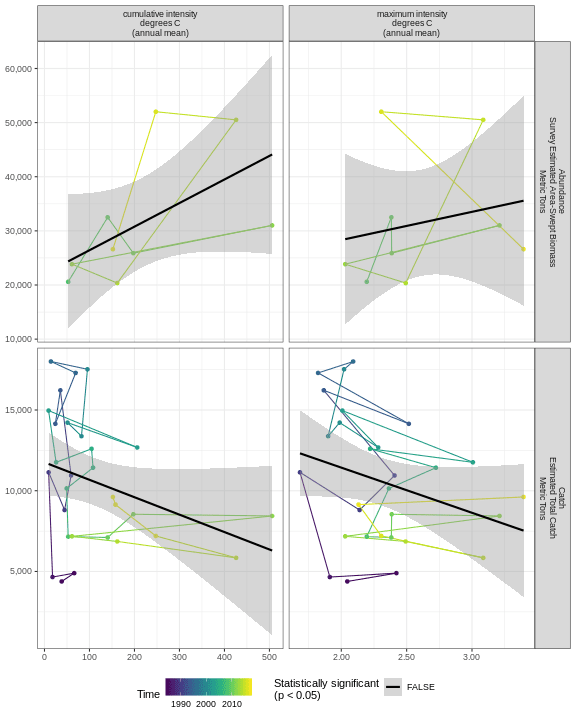 cumulative intensity
degrees C
(annual mean)
maximum intensity
degrees C
(annual mean)
60,000
50,000
40,000
30,000
20,000
10,000
Abundance
Survey Estimated Area-Swept Biomass
Metric Tons
15,000
10,000
5,000
Catch
Estimated Total Catch
Metric Tons
0 100 200 300 400 500
2.00 2.50 3.00
Time
1990 2000 2010
Statistically significant
(p < 0.05)
FALSE